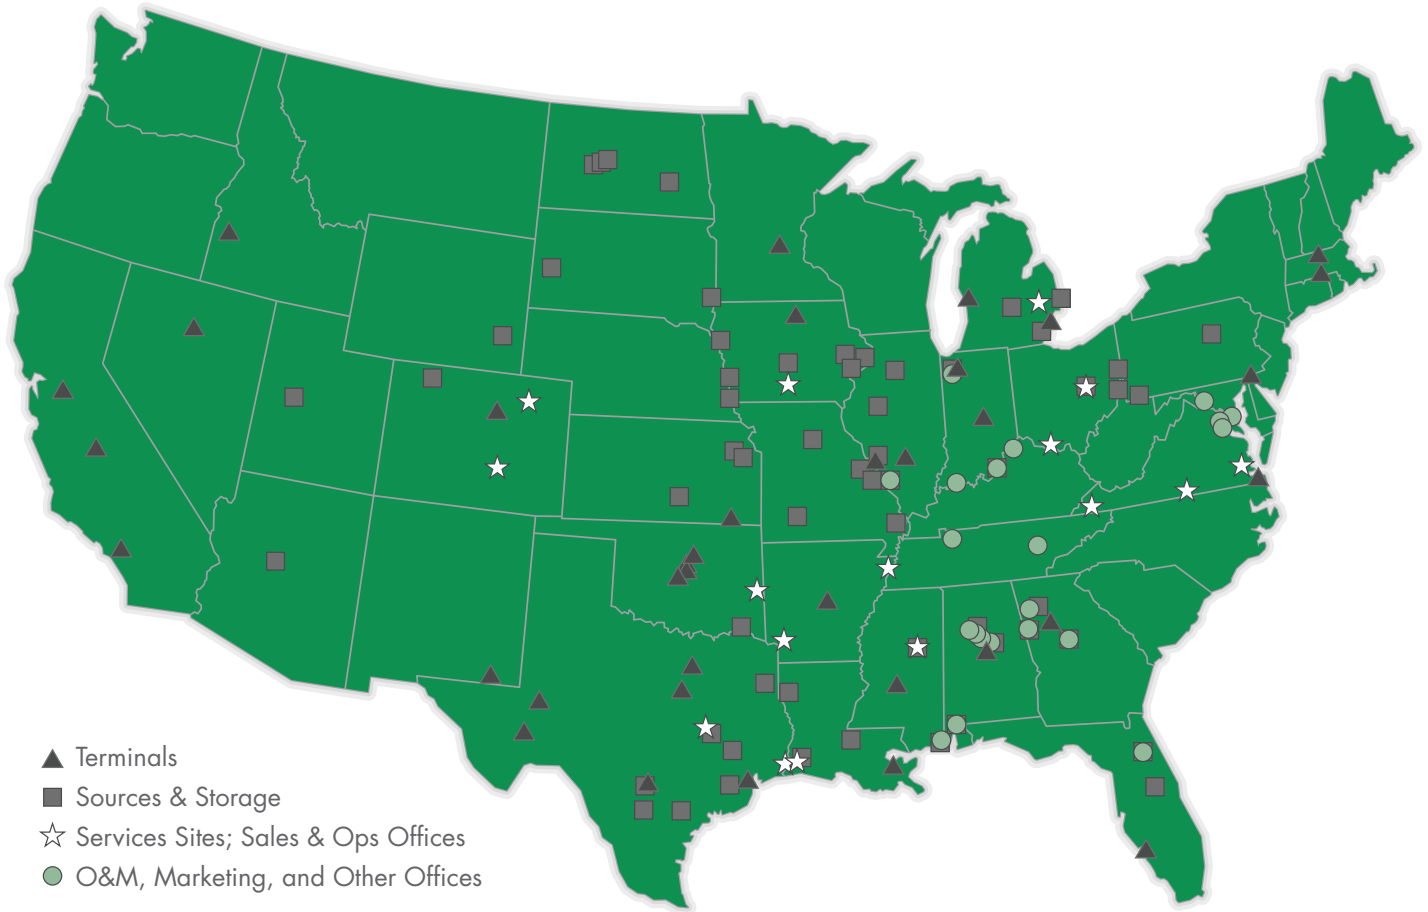 Terminals
Sources & Storage
Services Sites; Sales & Ops Offices
O&M, Marketing, and Other Offices